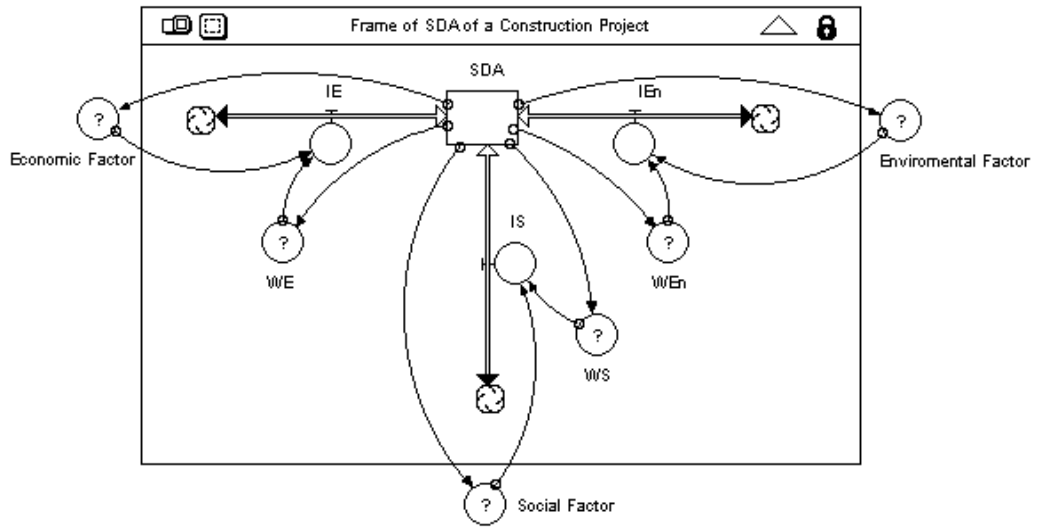 Frame of SDA of a Construction Project
SDA
IE
IEn
?
Economic Factor
?
Enviromental Factor
?
WE
IS
?
WEn
?
WS
?
Social Factor